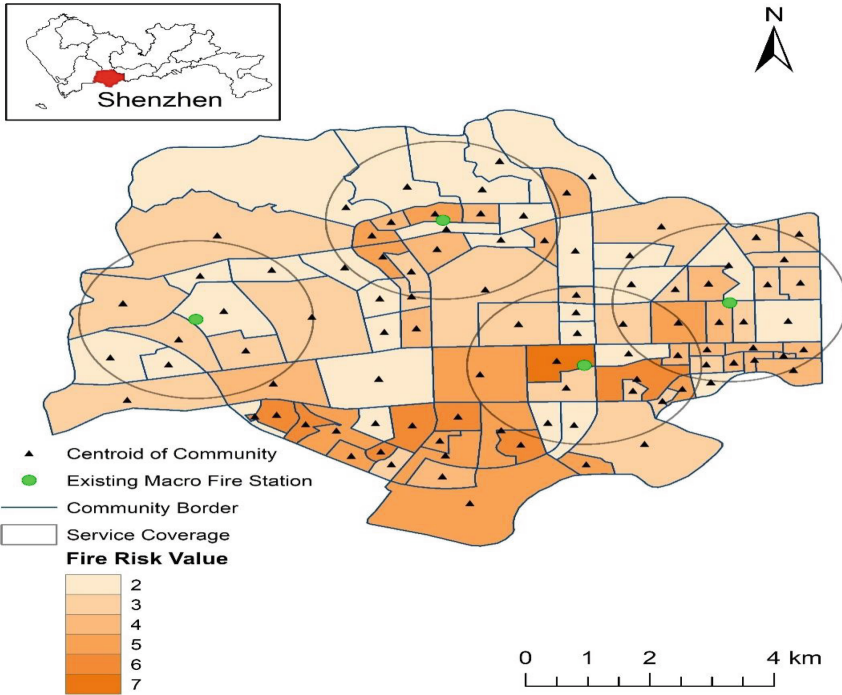 N
Shenzhen
Centroid of Community
Existing Macro Fire Station
Community Border
Service Coverage
Fire Risk Value
2
3
4
5
6
7
0 1 2 4 km